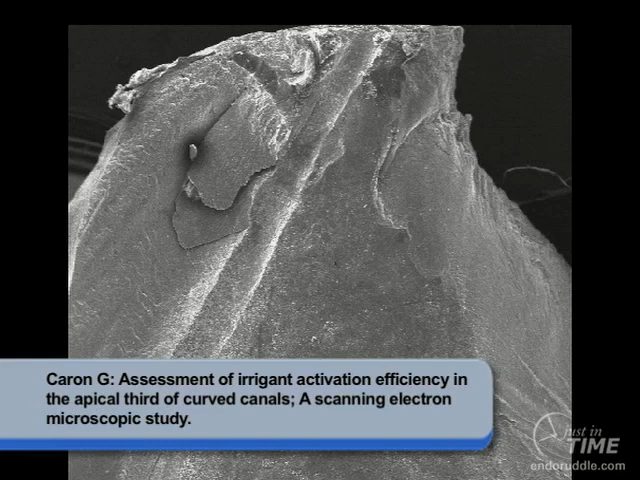 Caron G: Assessment of irrigant activation efficiency in
the apical third of curved canals; A scanning electron
microscopic study.
just in
TIME
endoruddle.com